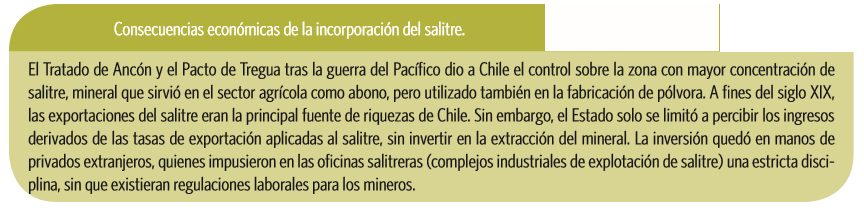 Consecuencias económicas de la incorporación del salitre.
El Tratado de Ancón y el Pacto de Tregua tras la guerra del Pacífico dio a Chile el control sobre la zona con mayor concentración de
salitre, mineral que sirvió en el sector agrícola como abono, pero utilizado también en la fabricación de pólvora. A fines del siglo XIX,
las exportaciones del salitre eran la principal fuente de riquezas de Chile. Sin embargo, el Estado solo se limitó a percibir los ingresos
derivados de las tasas de exportación aplicadas al salitre, sin invertir en la extracción del mineral. La inversión quedó en manos de
privados extranjeros, quienes impusieron en las oficinas salitreras (complejos industriales de explotación de salitre) una estricta disci-
plina, sin que existieran regulaciones laborales para los mineros.